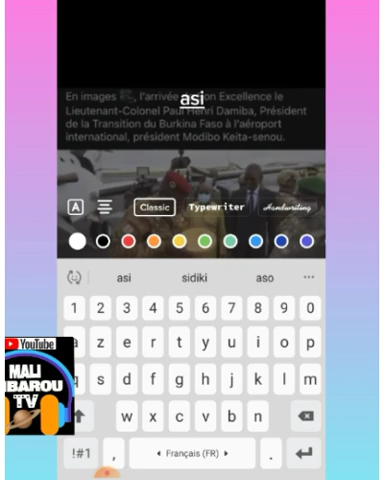 En images l'arrivée on Excellence le
asi
Lieutenant-Colonel Paul Henri Damiba, Président
de la Transition du Burkina Faso à l'aéroport
international, président Modibo Keita-senou.
A Classic Typewriter Handwriting
asi sidiki aso ...
1 2 3 4 5 6 7 8 9 0
a z e r t y u i o p
q s d f g h j k l m
w x c v b n
!#1 , Français (FR) .
YouTube
MALI
MBAROU
TV